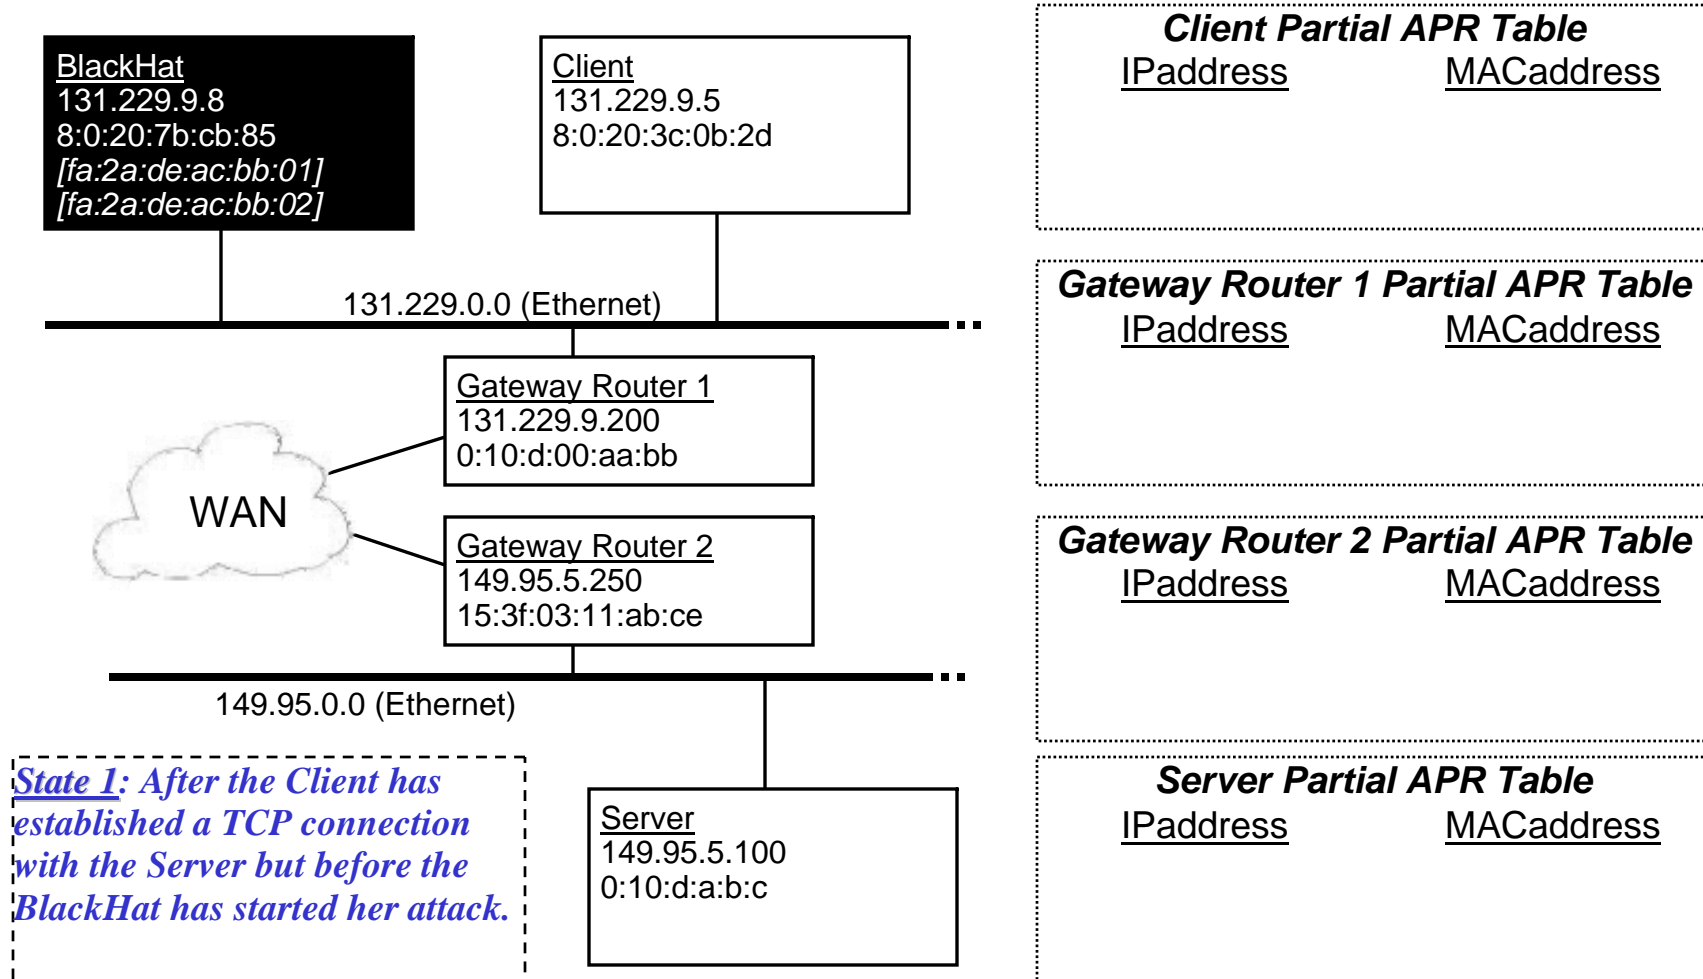 BlackHat
131.229.9.8
8:0:20:7b:cb:85
[fa:2a:de:ac:bb:01]
[fa:2a:de:ac:bb:02]
Client
131.229.9.5
8:0:20:3c:0b:2d
131.229.0.0 (Ethernet)
Gateway Router 1
131.229.9.200
0:10:d:00:aa:bb
WAN
Gateway Router 2
149.95.5.250
15:3f:03:11:ab:ce
149.95.0.0 (Ethernet)
State 1: After the Client has
established a TCP connection
with the Server but before the
BlackHat has started her attack.
Server
149.95.5.100
0:10:d:a:b:c
Client Partial APR Table
IPaddress MACaddress
Gateway Router 1 Partial APR Table
IPaddress MACaddress
Gateway Router 2 Partial APR Table
IPaddress MACaddress
Server Partial APR Table
IPaddress MACaddress